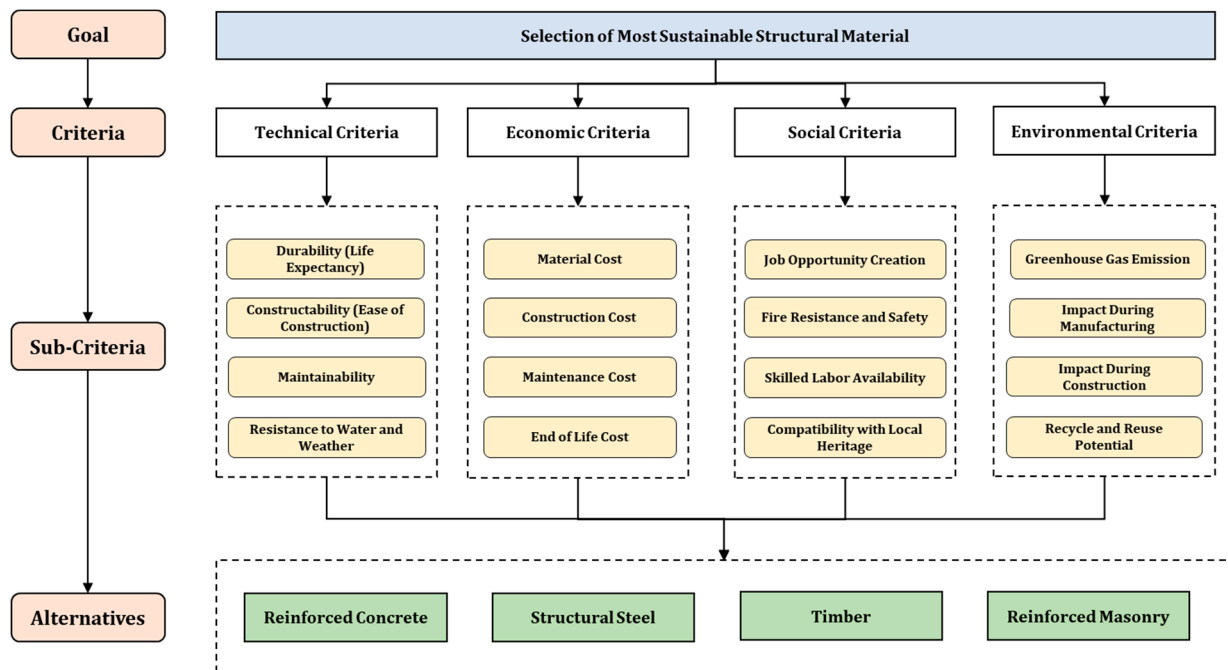 Goal
Selection of Most Sustainable Structural Material
Criteria
Technical Criteria
Economic Criteria
Social Criteria
Environmental Criteria
Sub-Criteria
Durability (Life
Expectancy)
Constructability (Ease of
Construction)
Maintainability
Resistance to Water and
Weather
Material Cost
Construction Cost
Maintenance Cost
End of Life Cost
Job Opportunity Creation
Fire Resistance and Safety
Skilled Labor Availability
Compatibility with Local
Heritage
Greenhouse Gas Emission
Impact During
Manufacturing
Impact During
Construction
Recycle and Reuse
Potential
Alternatives
Reinforced Concrete
Structural Steel
Timber
Reinforced Masonry